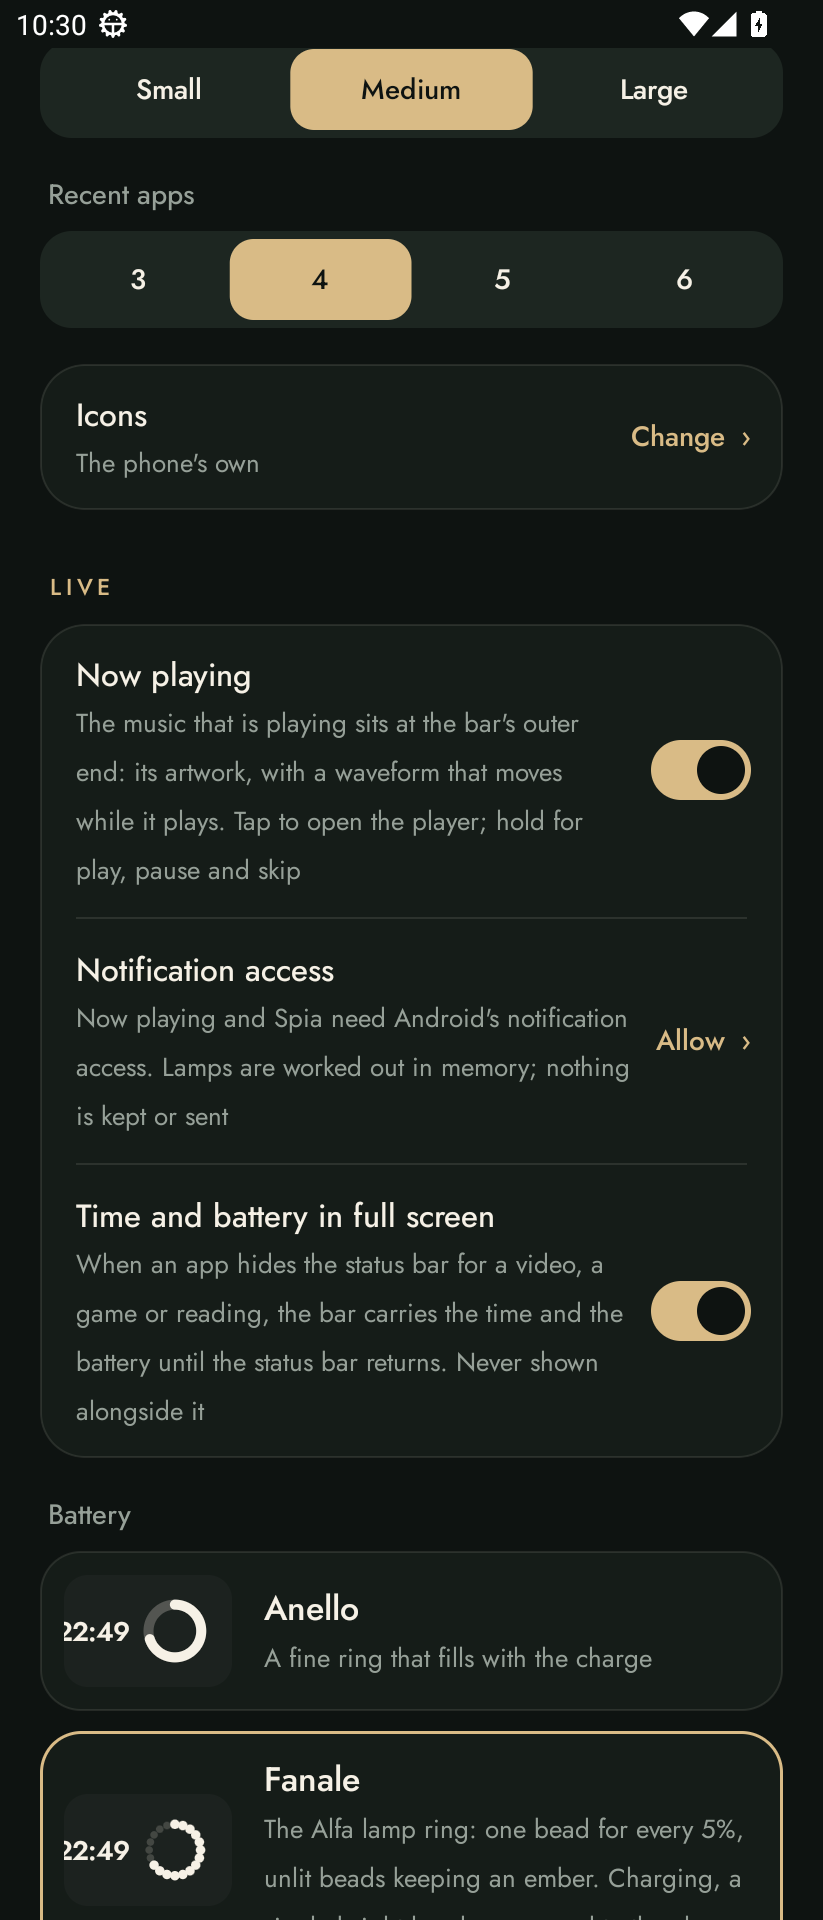 10:30
Small Medium Large
Recent apps
3 4 5 6
Icons
The phone's own
Change ›
LIVE
Now playing
The music that is playing sits at the bar's outer
end: its artwork, with a waveform that moves
while it plays. Tap to open the player; hold for
play, pause and skip
Notification access
Now playing and Spia need Android's notification
access. Lamps are worked out in memory; nothing
is kept or sent
Allow ›
Time and battery in full screen
When an app hides the status bar for a video, a
game or reading, the bar carries the time and the
battery until the status bar returns. Never shown
alongside it
Battery
22:49
Anello
A fine ring that fills with the charge
22:49
Fanale
The Alfa lamp ring: one bead for every 5%,
unlit beads keeping an ember. Charging, a